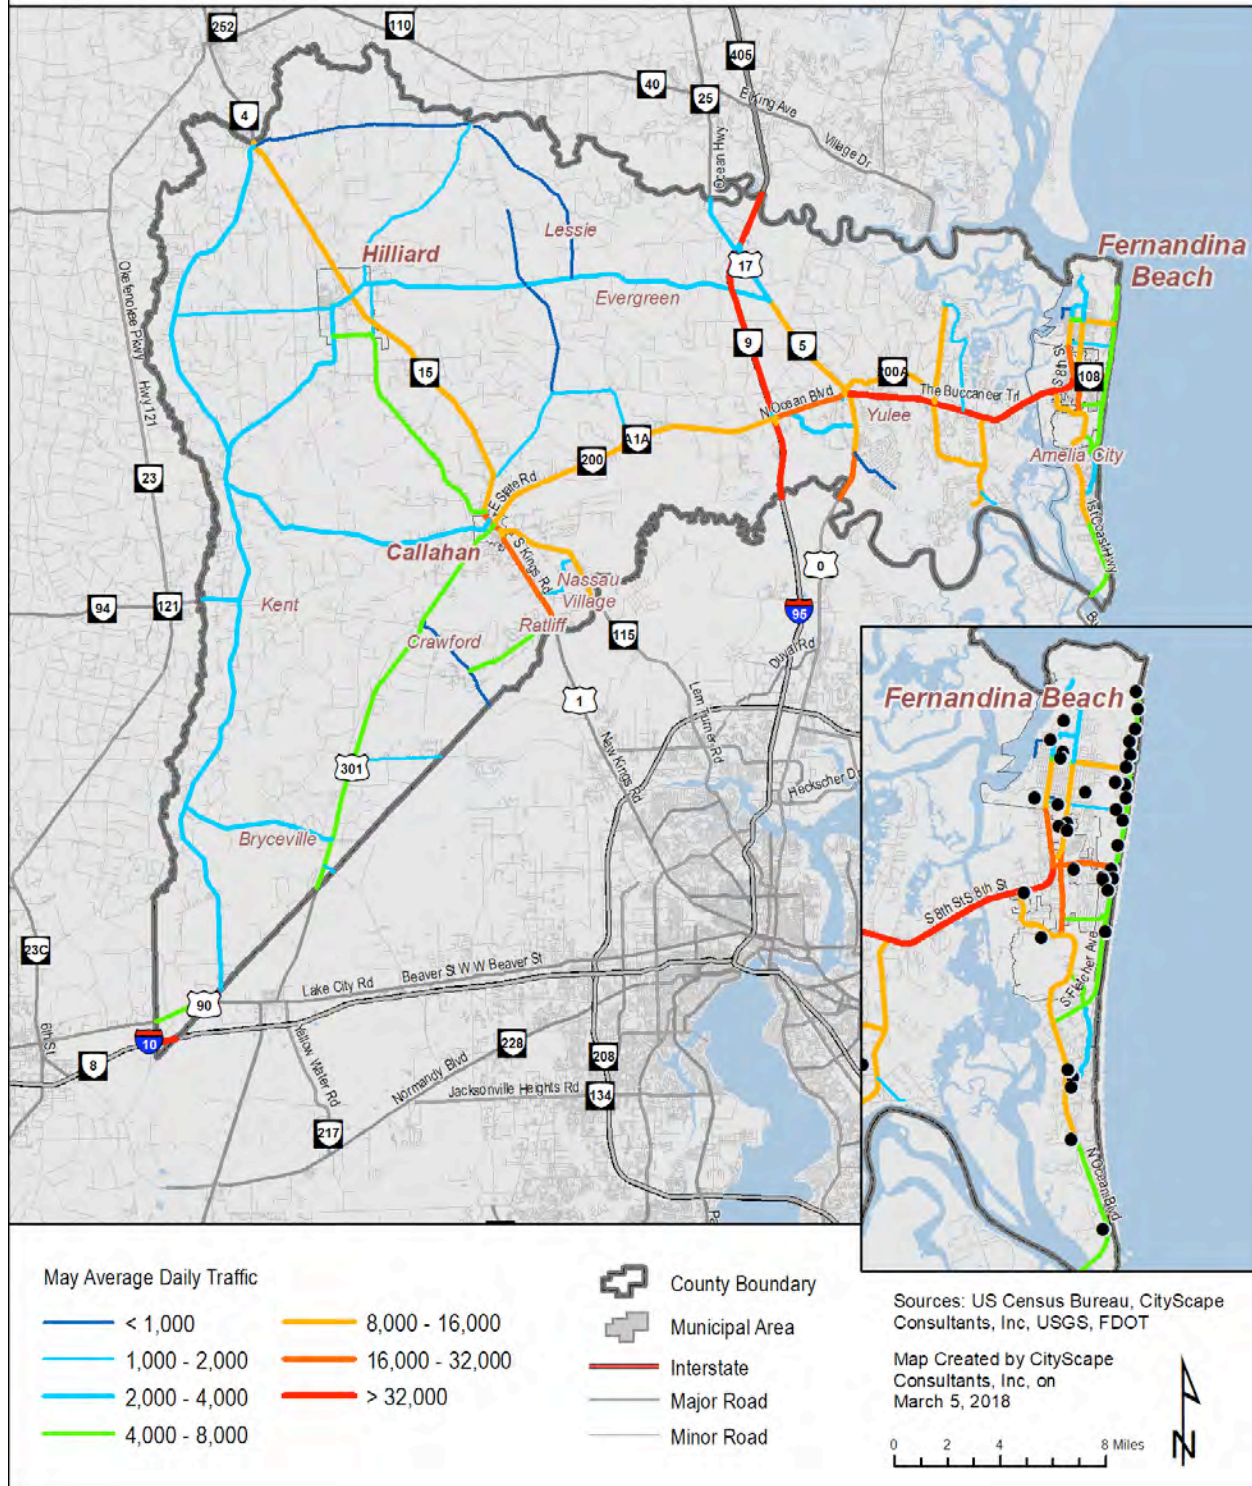 252
110
405
40
25
E King Ave
4
Village Dr
Ocean Hwy
Lessie
Hilliard
Fernandina
Beach
17
Evergreen
Okefenokee Pkwy
9
5
S 8th St
15
200A
108
The Buccaneer Trl
N Ocean Blvd
Yulee
Hwy 121
A1A
Amelia City
200
23
E State Rd
1st Coast Hwy
Callahan
S Kings Rd
0
Nassau
Village
94
121
Kent
95
Ratliff
Crawford
115
Duval Rd
Fernandina Beach
Lem Turner Rd
1
New Kings Rd
301
Heckscher Dr
Bryceville
S 8th St S 8th St
23C
Beaver St W W Beaver St
Lake City Rd
S Fletcher Ave
90
6th St
10
Yellow Water Rd
228
8
208
Normandy Blvd
Jacksonville Heights Rd
134
217
N Ocean Blvd
May Average Daily Traffic
< 1,000
1,000 - 2,000
2,000 - 4,000
4,000 - 8,000
8,000 - 16,000
16,000 - 32,000
> 32,000
County Boundary
Municipal Area
Interstate
Major Road
Minor Road
Sources: US Census Bureau, CityScape
Consultants, Inc, USGS, FDOT
Map Created by CityScape
Consultants, Inc, on
March 5, 2018
N
0 2 4 8 Miles